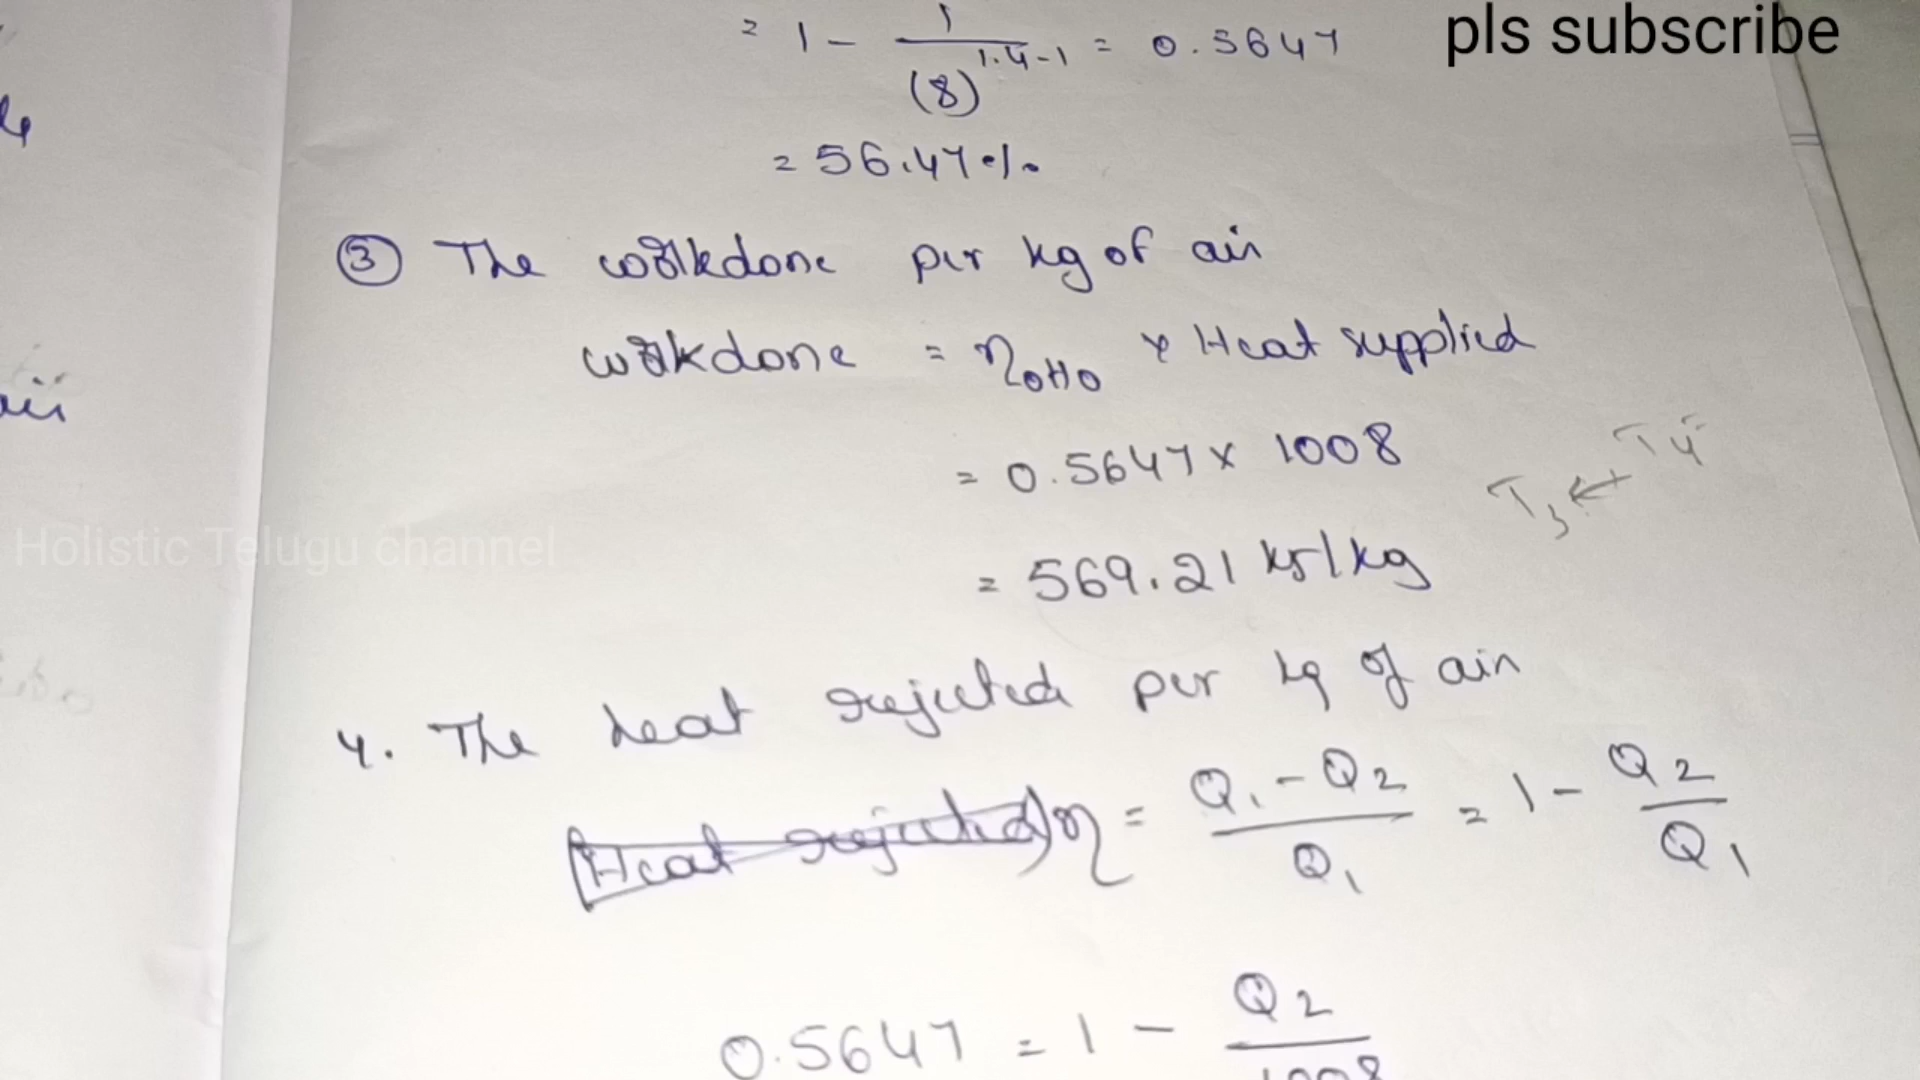 = 1 - 1 / (8)^1.4-1 = 0.5647
pls subscribe
= 56.47 %
③ The workdone per kg of air
workdone = ηotto × Heat supplied
= 0.5647 × 1008
T3 ← T4
Holistic Telugu channel
= 569.21 kJ/kg
4. The heat rejected per kg of air
Heat rejected η = Q1 - Q2 / Q1 = 1 - Q2 / Q1
0.5647 = 1 - Q2 / 1008